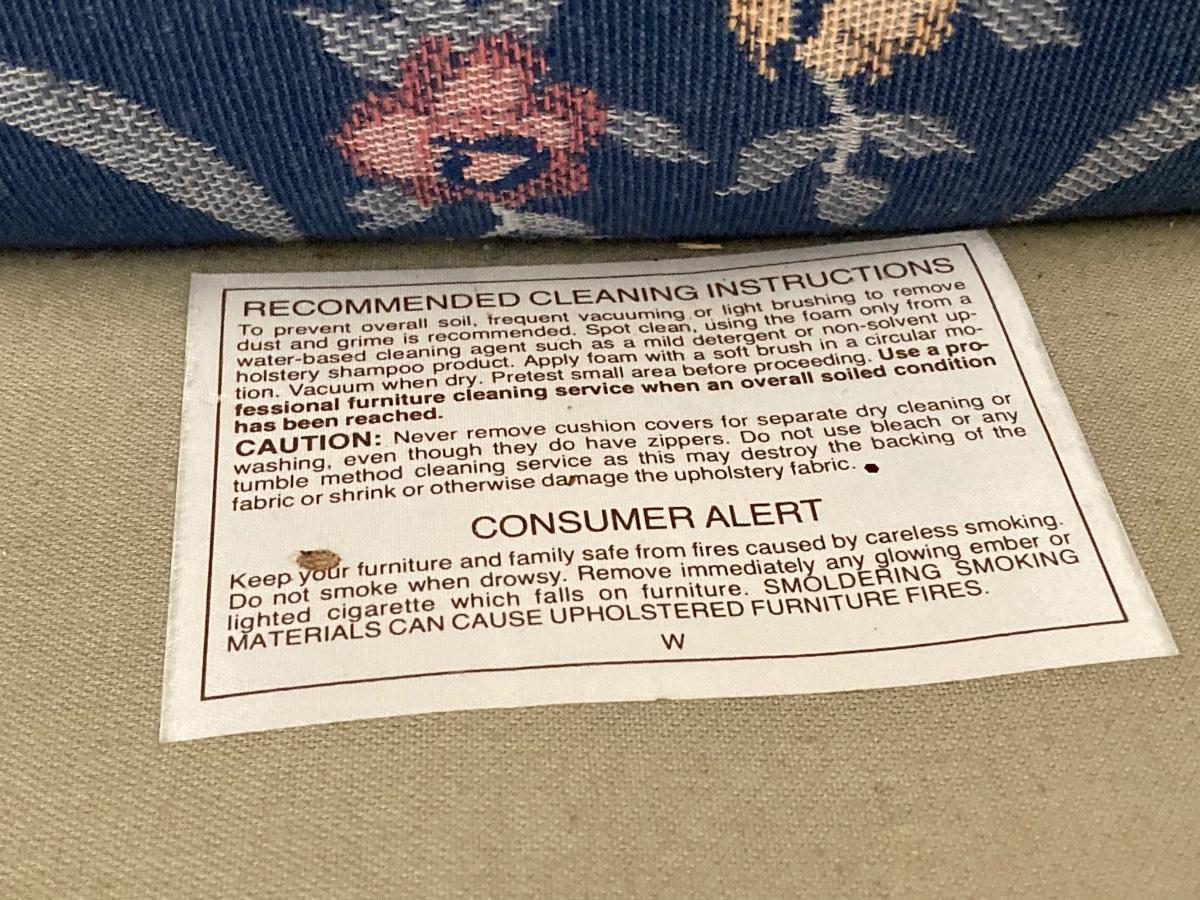 RECOMMENDED CLEANING INSTRUCTIONS
To prevent overall soil, frequent vacuuming or light brushing to remove
dust and grime is recommended. Spot clean, using the foam only from a
water-based cleaning agent such as a mild detergent or non-solvent up-
holstery shampoo product. Apply foam with a soft brush in a circular mo-
tion. Vacuum when dry. Pretest small area before proceeding. Use a pro-
fessional furniture cleaning service when an overall soiled condition
has been reached.
CAUTION: Never remove cushion covers for separate dry cleaning or
washing, even though they do have zippers. Do not use bleach or any
tumble method cleaning service as this may destroy the backing of the
fabric or shrink or otherwise damage the upholstery fabric.
CONSUMER ALERT
Keep your furniture and family safe from fires caused by careless smoking.
Do not smoke when drowsy. Remove immediately any glowing ember or
lighted cigarette which falls on furniture. SMOLDERING SMOKING
MATERIALS CAN CAUSE UPHOLSTERED FURNITURE FIRES.
W